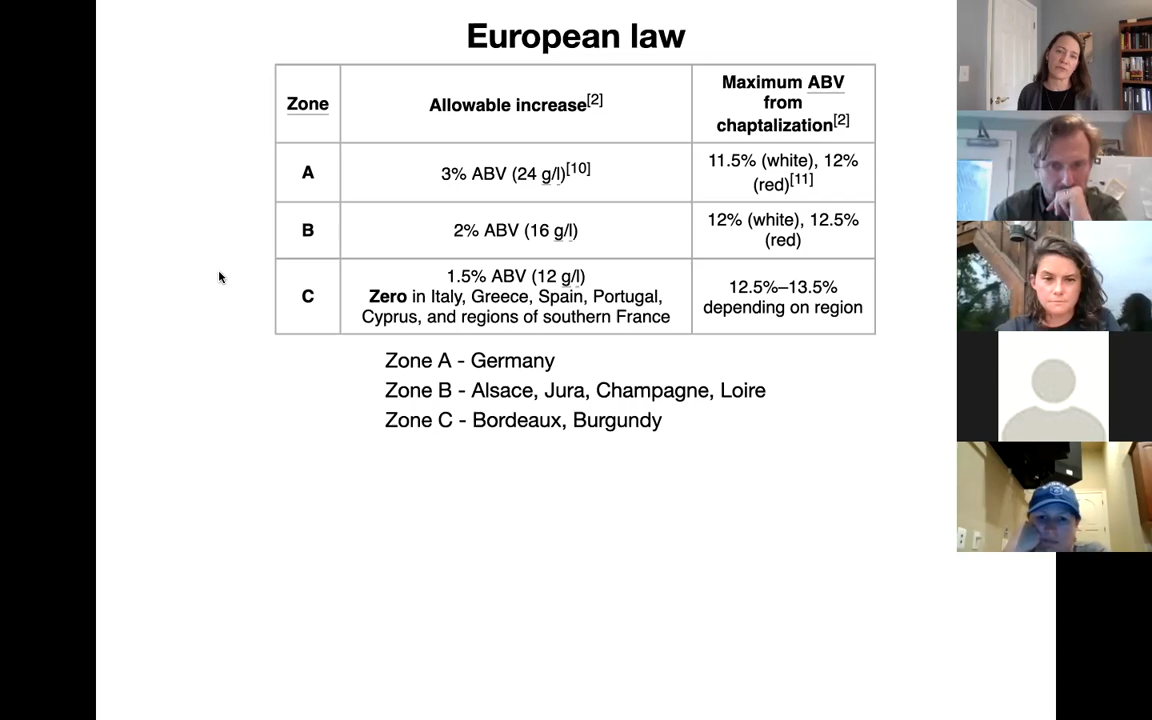 European law
Zone
Allowable increase[2]
Maximum ABV
from
chaptalization[2]
A
3% ABV (24 g/l)[10]
11.5% (white), 12%
(red)[11]
B
2% ABV (16 g/l)
12% (white), 12.5%
(red)
C
1.5% ABV (12 g/l)
Zero in Italy, Greece, Spain, Portugal,
Cyprus, and regions of southern France
12.5%–13.5%
depending on region
Zone A - Germany
Zone B - Alsace, Jura, Champagne, Loire
Zone C - Bordeaux, Burgundy